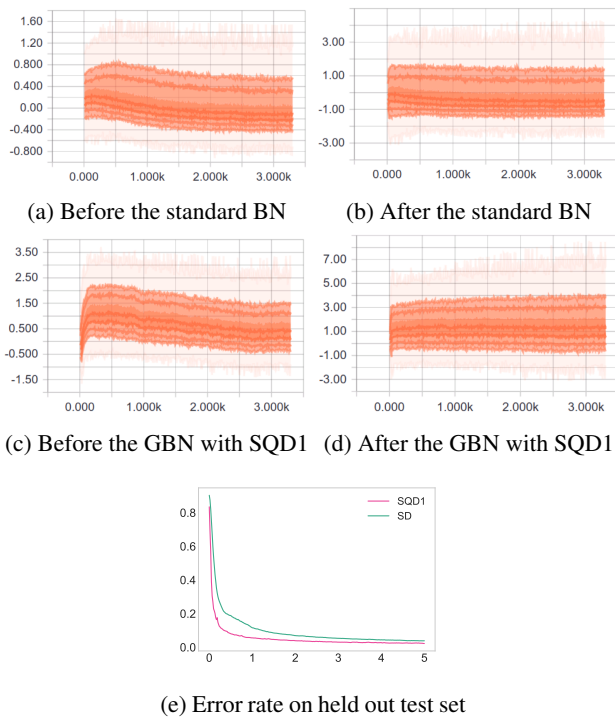 1.60
1.20
0.800
0.400
0.00
-0.400
-0.800
0.000 1.000k 2.000k 3.000k
3.00
1.00
-1.00
-3.00
0.000 1.000k 2.000k 3.000k
(a) Before the standard BN (b) After the standard BN
3.50
2.50
1.50
0.500
-0.500
-1.50
0.000 1.000k 2.000k 3.000k
7.00
5.00
3.00
1.00
-1.00
-3.00
0.000 1.000k 2.000k 3.000k
(c) Before the GBN with SQD1 (d) After the GBN with SQD1
0.8
0.6
0.4
0.2
0.0
0 1 2 3 4 5
SQD1
SD
(e) Error rate on held out test set